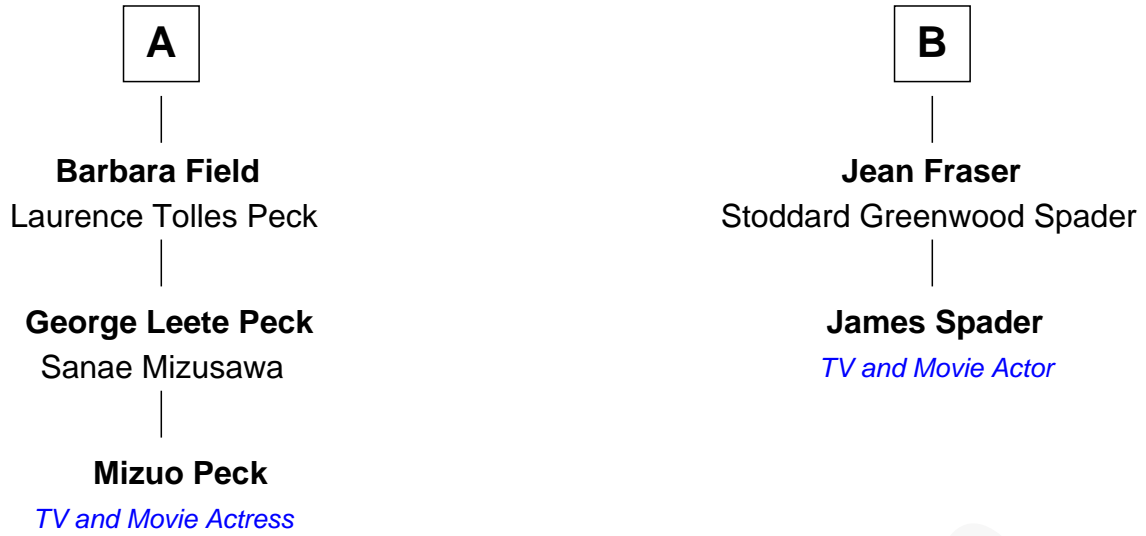 A
Barbara Field
Laurence Tolles Peck
George Leete Peck
Sanae Mizusawa
Mizuo Peck
TV and Movie Actress
B
Jean Fraser
Stoddard Greenwood Spader
James Spader
TV and Movie Actor